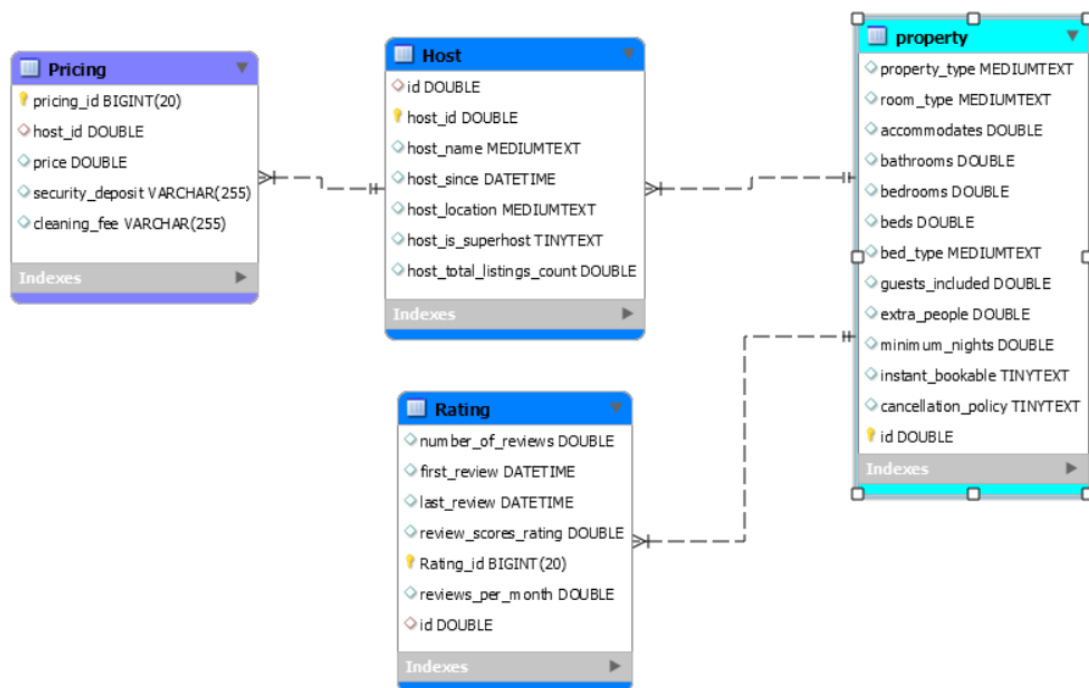 Pricing
pricing_id BIGINT(20)
host_id DOUBLE
price DOUBLE
security_deposit VARCHAR(255)
cleaning_fee VARCHAR(255)
Indexes
Host
id DOUBLE
host_id DOUBLE
host_name MEDIUMTEXT
host_since DATETIME
host_location MEDIUMTEXT
host_is_superhost TINYTEXT
host_total_listings_count DOUBLE
Indexes
property
property_type MEDIUMTEXT
room_type MEDIUMTEXT
accommodates DOUBLE
bathrooms DOUBLE
bedrooms DOUBLE
beds DOUBLE
bed_type MEDIUMTEXT
guests_included DOUBLE
extra_people DOUBLE
minimum_nights DOUBLE
instant_bookable TINYTEXT
cancellation_policy TINYTEXT
id DOUBLE
Indexes
Rating
number_of_reviews DOUBLE
first_review DATETIME
last_review DATETIME
review_scores_rating DOUBLE
Rating_id BIGINT(20)
reviews_per_month DOUBLE
id DOUBLE
Indexes